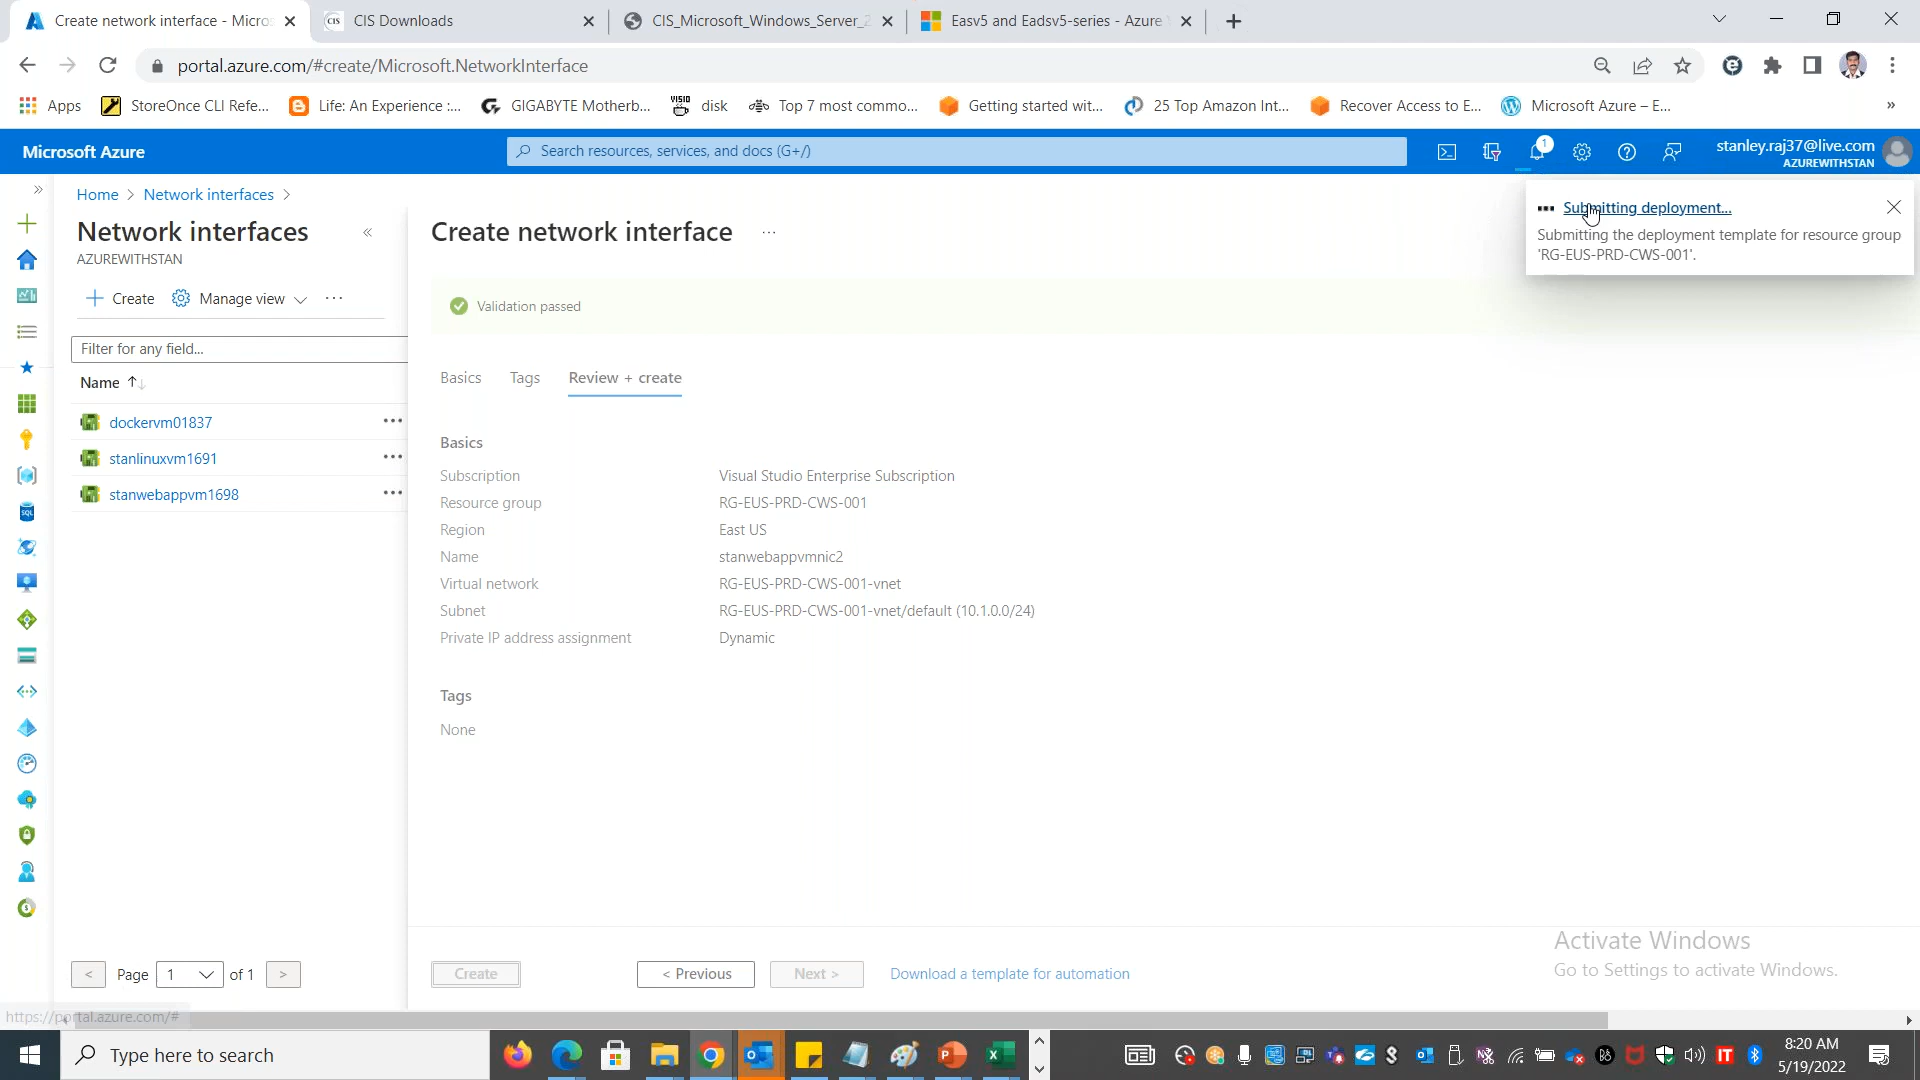 Create network interface - Micros
CIS Downloads
CIS_Microsoft_Windows_Server_2
Easv5 and Eadsv5-series - Azure
portal.azure.com/#create/Microsoft.NetworkInterface
Apps
StoreOnce CLI Refe...
Life: An Experience :...
GIGABYTE Motherb...
VISIO
disk
Top 7 most commo...
Getting started wit...
25 Top Amazon Int...
Recover Access to E...
Microsoft Azure – E...
»
Microsoft Azure
Search resources, services, and docs (G+/)
1
stanley.raj37@live.com
AZUREWITHSTAN
Home > Network interfaces >
Network interfaces
AZUREWITHSTAN
Create network interface ...
Submitting deployment...
Submitting the deployment template for resource group
'RG-EUS-PRD-CWS-001'.
+ Create
Manage view
Filter for any field...
Name
dockervm01837
stanlinuxvm1691
stanwebappvm1698
Validation passed
Basics
Tags
Review + create
Basics
Subscription
Visual Studio Enterprise Subscription
Resource group
RG-EUS-PRD-CWS-001
Region
East US
Name
stanwebappvmnic2
Virtual network
RG-EUS-PRD-CWS-001-vnet
Subnet
RG-EUS-PRD-CWS-001-vnet/default (10.1.0.0/24)
Private IP address assignment
Dynamic
Tags
None
< Page 1 of 1 >
Create
< Previous
Next >
Download a template for automation
Activate Windows
Go to Settings to activate Windows.
https://portal.azure.com/#
Type here to search
8:20 AM
5/19/2022